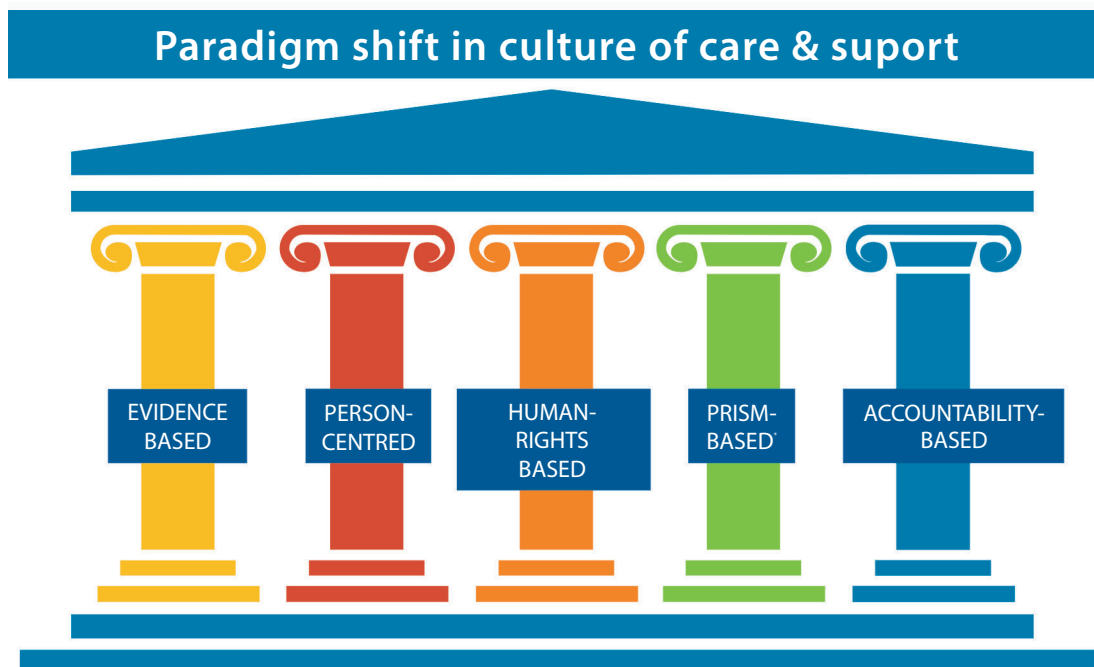 Paradigm shift in culture of care & suport
EVIDENCE
BASED
PERSON-
CENTRED
HUMAN-
RIGHTS
BASED
PRISM-
BASED*
ACCOUNTABILITY-
BASED